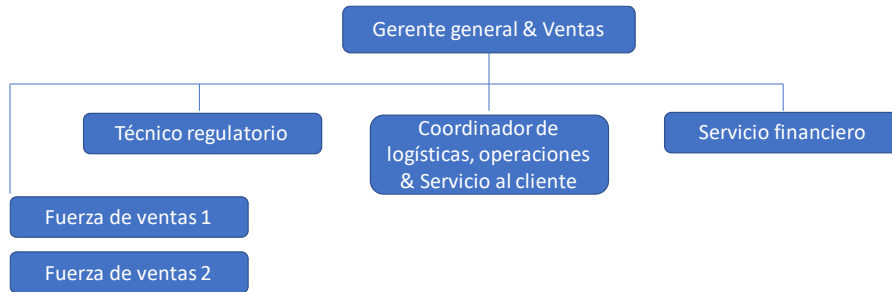 Gerente general & Ventas
Técnico regulatorio
Coordinador de
logísticas, operaciones
& Servicio al cliente
Servicio financiero
Fuerza de ventas 1
Fuerza de ventas 2